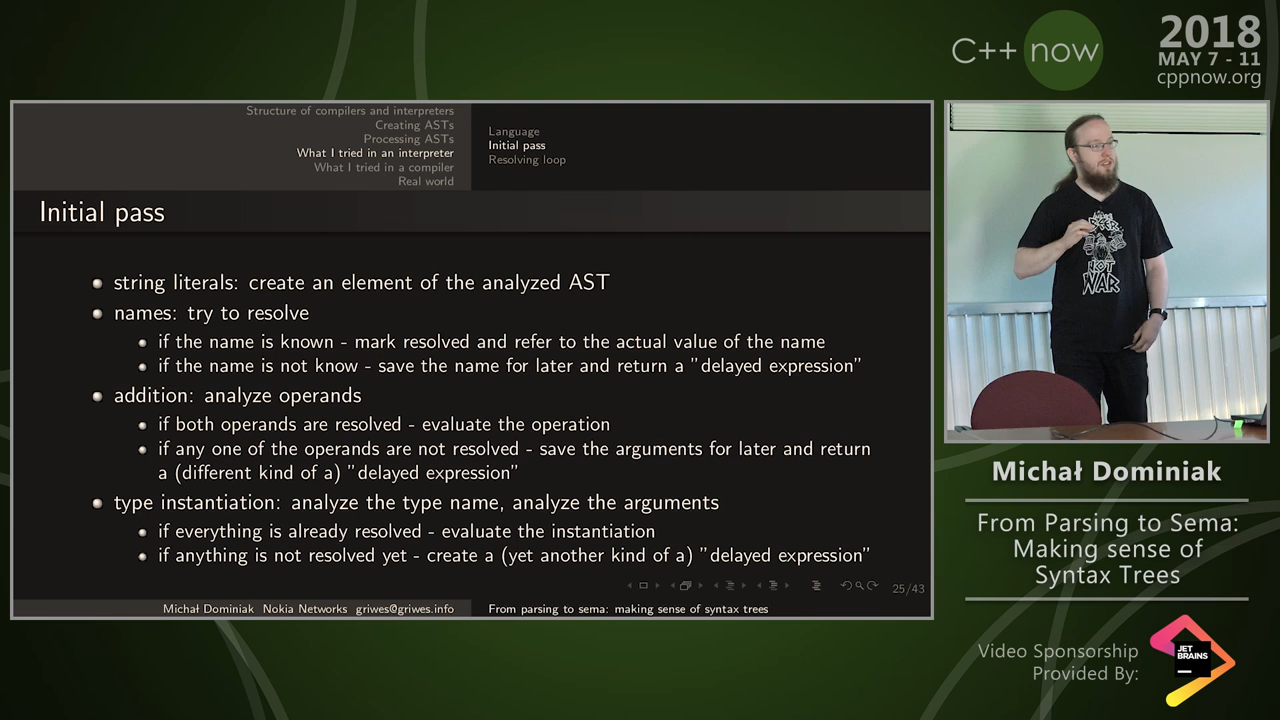 C++ now
2018
MAY 7 - 11
cppnow.org
Structure of compilers and interpreters
Creating ASTs
Processing ASTs
What I tried in an interpreter
What I tried in a compiler
Real world
Language
Initial pass
Resolving loop
Initial pass
string literals: create an element of the analyzed AST
names: try to resolve
if the name is known - mark resolved and refer to the actual value of the name
if the name is not know - save the name for later and return a "delayed expression"
addition: analyze operands
if both operands are resolved - evaluate the operation
if any one of the operands are not resolved - save the arguments for later and return
a (different kind of a) "delayed expression"
type instantiation: analyze the type name, analyze the arguments
if everything is already resolved - evaluate the instantiation
if anything is not resolved yet - create a (yet another kind of a) "delayed expression"
25/43
Michał Dominiak Nokia Networks griwes@griwes.info
From parsing to sema: making sense of syntax trees
NOT
WAR
Michał Dominiak
From Parsing to Sema:
Making sense of
Syntax Trees
Video Sponsorship
Provided By:
JET
BRAINS